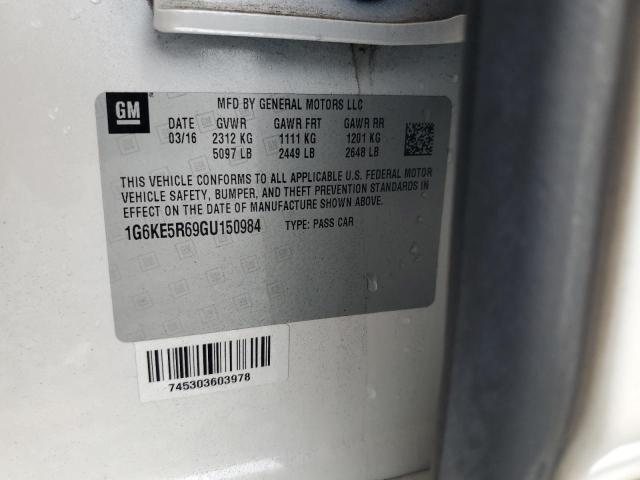 GM
MFD BY GENERAL MOTORS LLC
DATE GVWR GAWR FRT GAWR RR
03/16 2312 KG 1111 KG 1201 KG
5097 LB 2449 LB 2648 LB
THIS VEHICLE CONFORMS TO ALL APPLICABLE U.S. FEDERAL MOTOR
VEHICLE SAFETY, BUMPER, AND THEFT PREVENTION STANDARDS IN
EFFECT ON THE DATE OF MANUFACTURE SHOWN ABOVE.
1G6KE5R69GU150984 TYPE: PASS CAR
745303603978